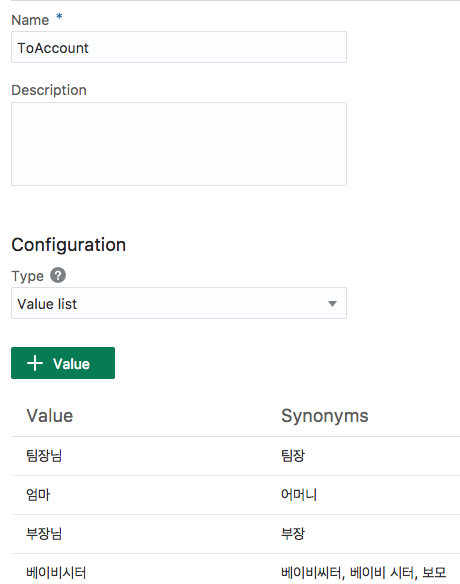 Name *
ToAccount
Description
Configuration
Type ?
Value list
+ Value
Value Synonyms
팀장님 팀장
엄마 어머니
부장님 부장
베이비시터 베이비씨터, 베이비 시터, 보모